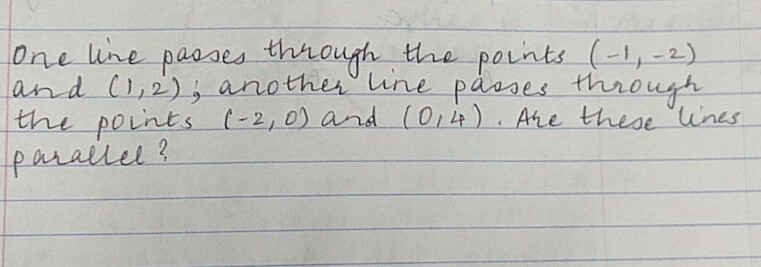 One line passes through the points (-1, -2)
and (1,2); another line passes through
the points (-2, 0) and (0,4). Are these lines
parallel?